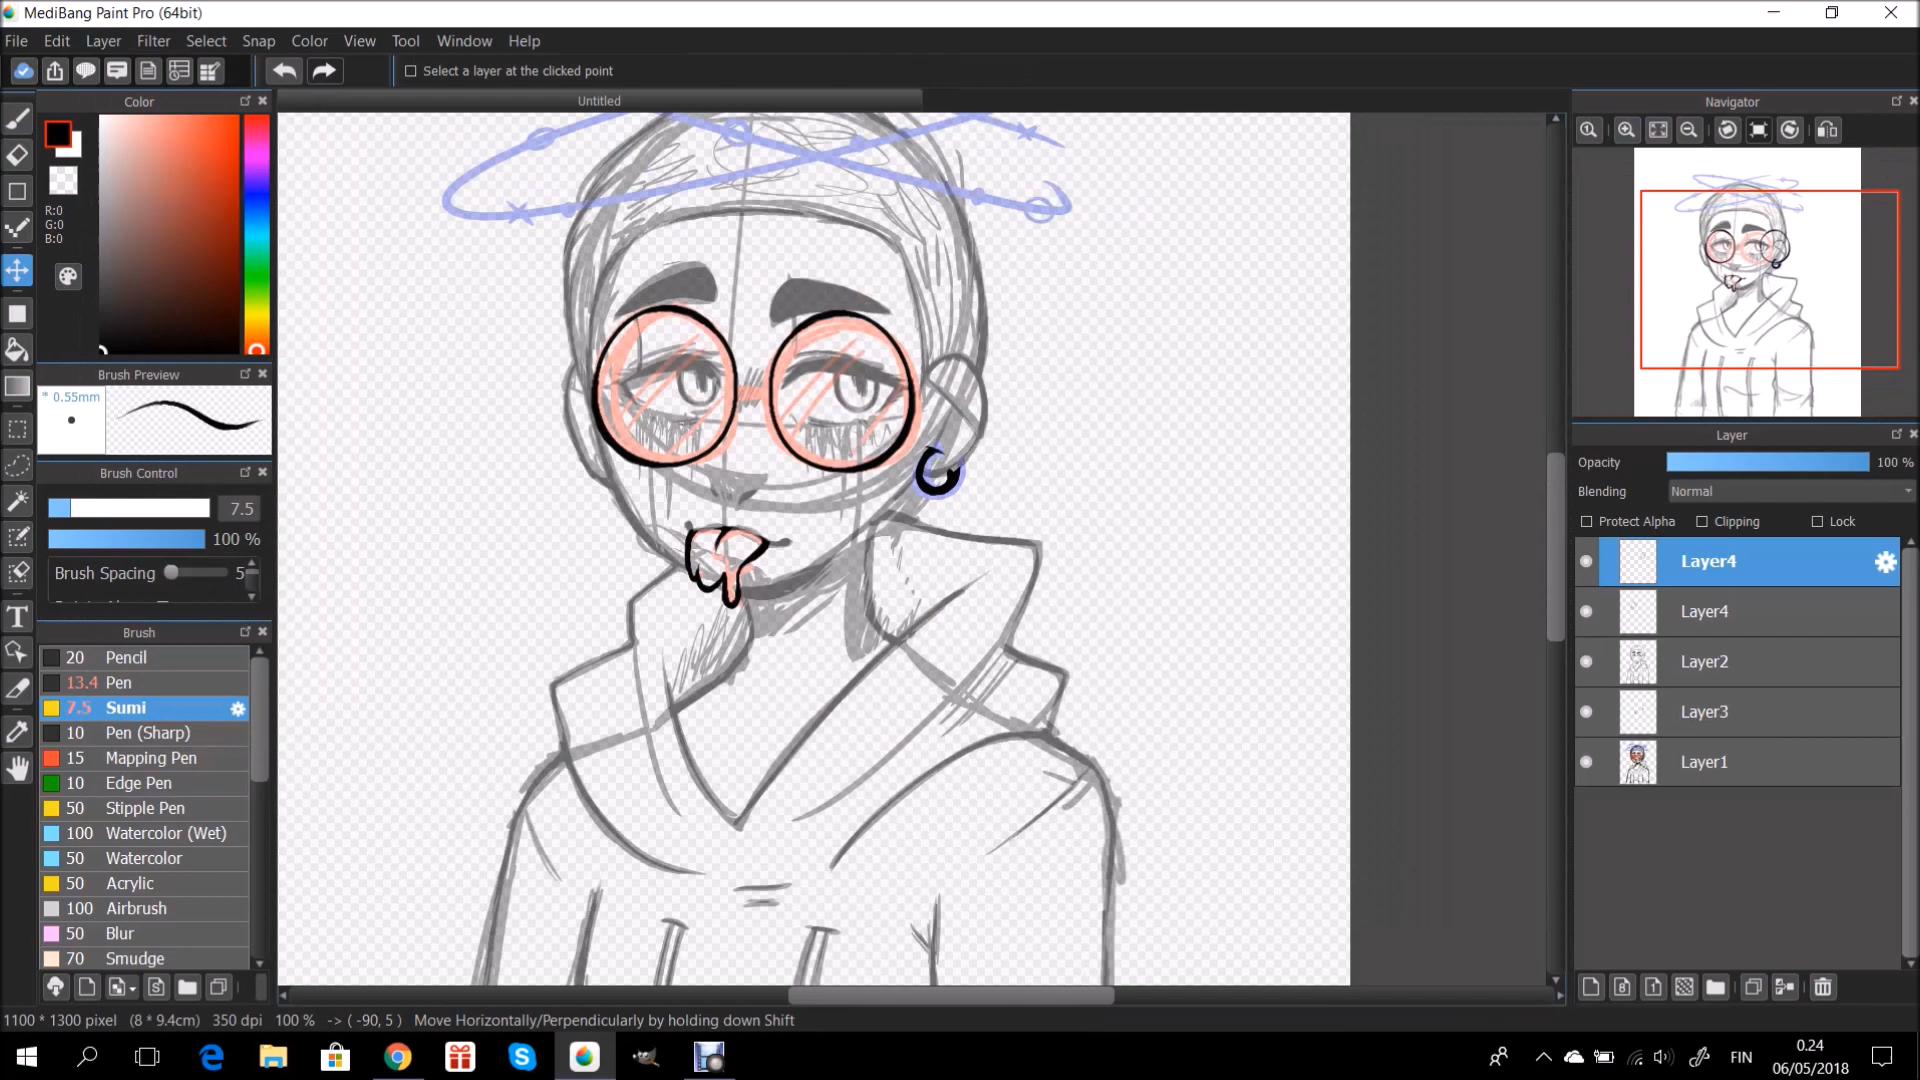 MediBang Paint Pro (64bit)
File Edit Layer Filter Select Snap Color View Tool Window Help
Select a layer at the clicked point
Color
Untitled
Navigator
R:0
G:0
B:0
Brush Preview
* 0.55mm
Brush Control
7.5
100 %
Brush Spacing 5
Brush
20 Pencil
13.4 Pen
7.5 Sumi
10 Pen (Sharp)
15 Mapping Pen
10 Edge Pen
50 Stipple Pen
100 Watercolor (Wet)
50 Watercolor
50 Acrylic
100 Airbrush
50 Blur
70 Smudge
Layer
Opacity 100 %
Blending Normal
Protect Alpha Clipping Lock
Layer4
Layer4
Layer2
Layer3
Layer1
1100 * 1300 pixel (8 * 9.4cm) 350 dpi 100 % -> ( -90, 5 ) Move Horizontally/Perpendicularly by holding down Shift
FIN
0.24
06/05/2018